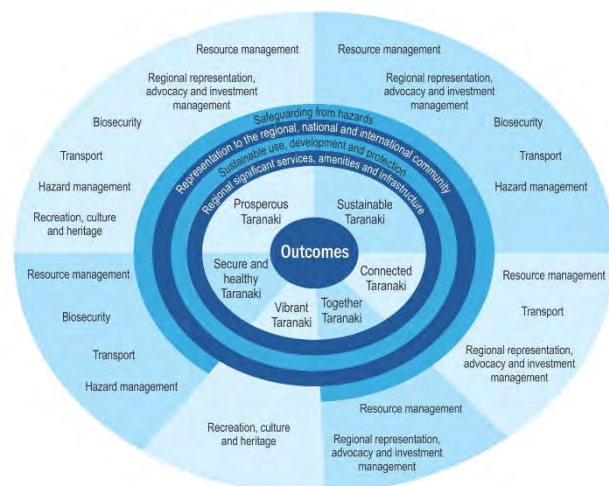 Resource management
Regional representation,
advocacy and investment
management
Biosecurity
Transport
Hazard management
Recreation, culture
and heritage
Resource management
Regional representation,
advocacy and investment
management
Biosecurity
Transport
Hazard management
Safeguarding from hazards
Representation to the regional, national and international community
Sustainable use, development and protection
Regional significant services, amenities and infrastructure
Prosperous
Taranaki
Sustainable
Taranaki
Outcomes
Secure and
healthy
Taranaki
Connected
Taranaki
Vibrant
Taranaki
Together
Taranaki
Resource management
Biosecurity
Transport
Hazard management
Resource management
Transport
Regional representation,
advocacy and investment
management
Recreation, culture
and heritage
Resource management
Regional representation,
advocacy and investment
management